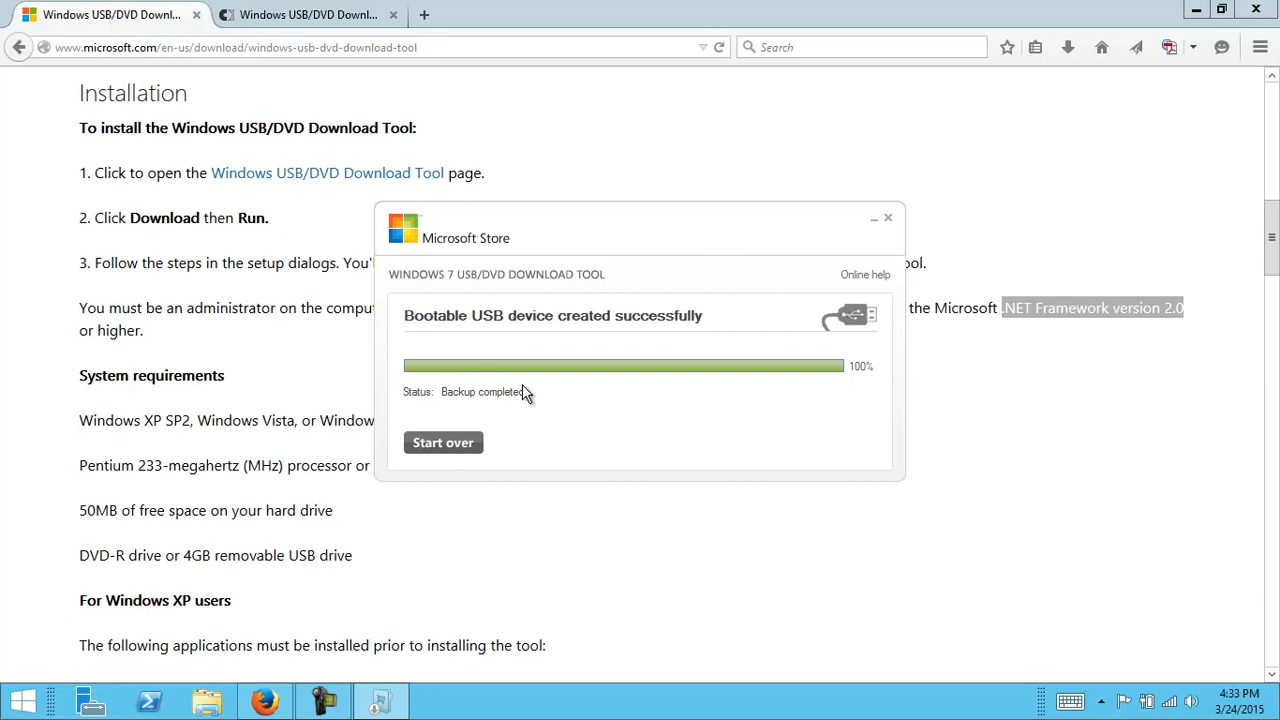 Windows USB/DVD Downl...
Windows USB/DVD Downl...
www.microsoft.com/en-us/download/windows-usb-dvd-download-tool
Search
Installation
To install the Windows USB/DVD Download Tool:
1. Click to open the Windows USB/DVD Download Tool page.
2. Click Download then Run.
3. Follow the steps in the setup dialogs. You'l
ool.
You must be an administrator on the compu
the Microsoft .NET Framework version 2.0
or higher.
System requirements
Windows XP SP2, Windows Vista, or Window
Pentium 233-megahertz (MHz) processor or
50MB of free space on your hard drive
DVD-R drive or 4GB removable USB drive
For Windows XP users
The following applications must be installed prior to installing the tool:
Microsoft Store
WINDOWS 7 USB/DVD DOWNLOAD TOOL
Online help
Bootable USB device created successfully
100%
Status: Backup completed
Start over
4:33 PM
3/24/2015